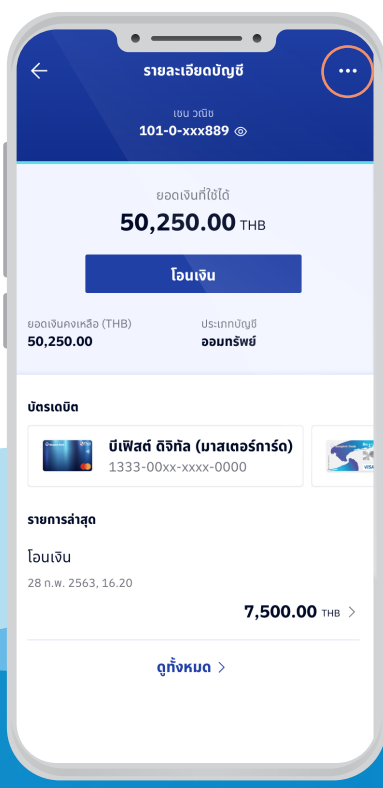 รายละเอียดบัญชี
เชน วณิช
101-0-xxx889
ยอดเงินที่ใช้ได้
50,250.00 THB
โอนเงิน
ยอดเงินคงเหลือ (THB)
ประเภทบัญชี
50,250.00
ออมทรัพย์
บัตรเดบิต
บีเฟิสต์ ดิจิทัล (มาสเตอร์การ์ด)
1333-00xx-xxxx-0000
VISA
รายการล่าสุด
โอนเงิน
28 ก.พ. 2563, 16.20
7,500.00 THB
ดูทั้งหมด